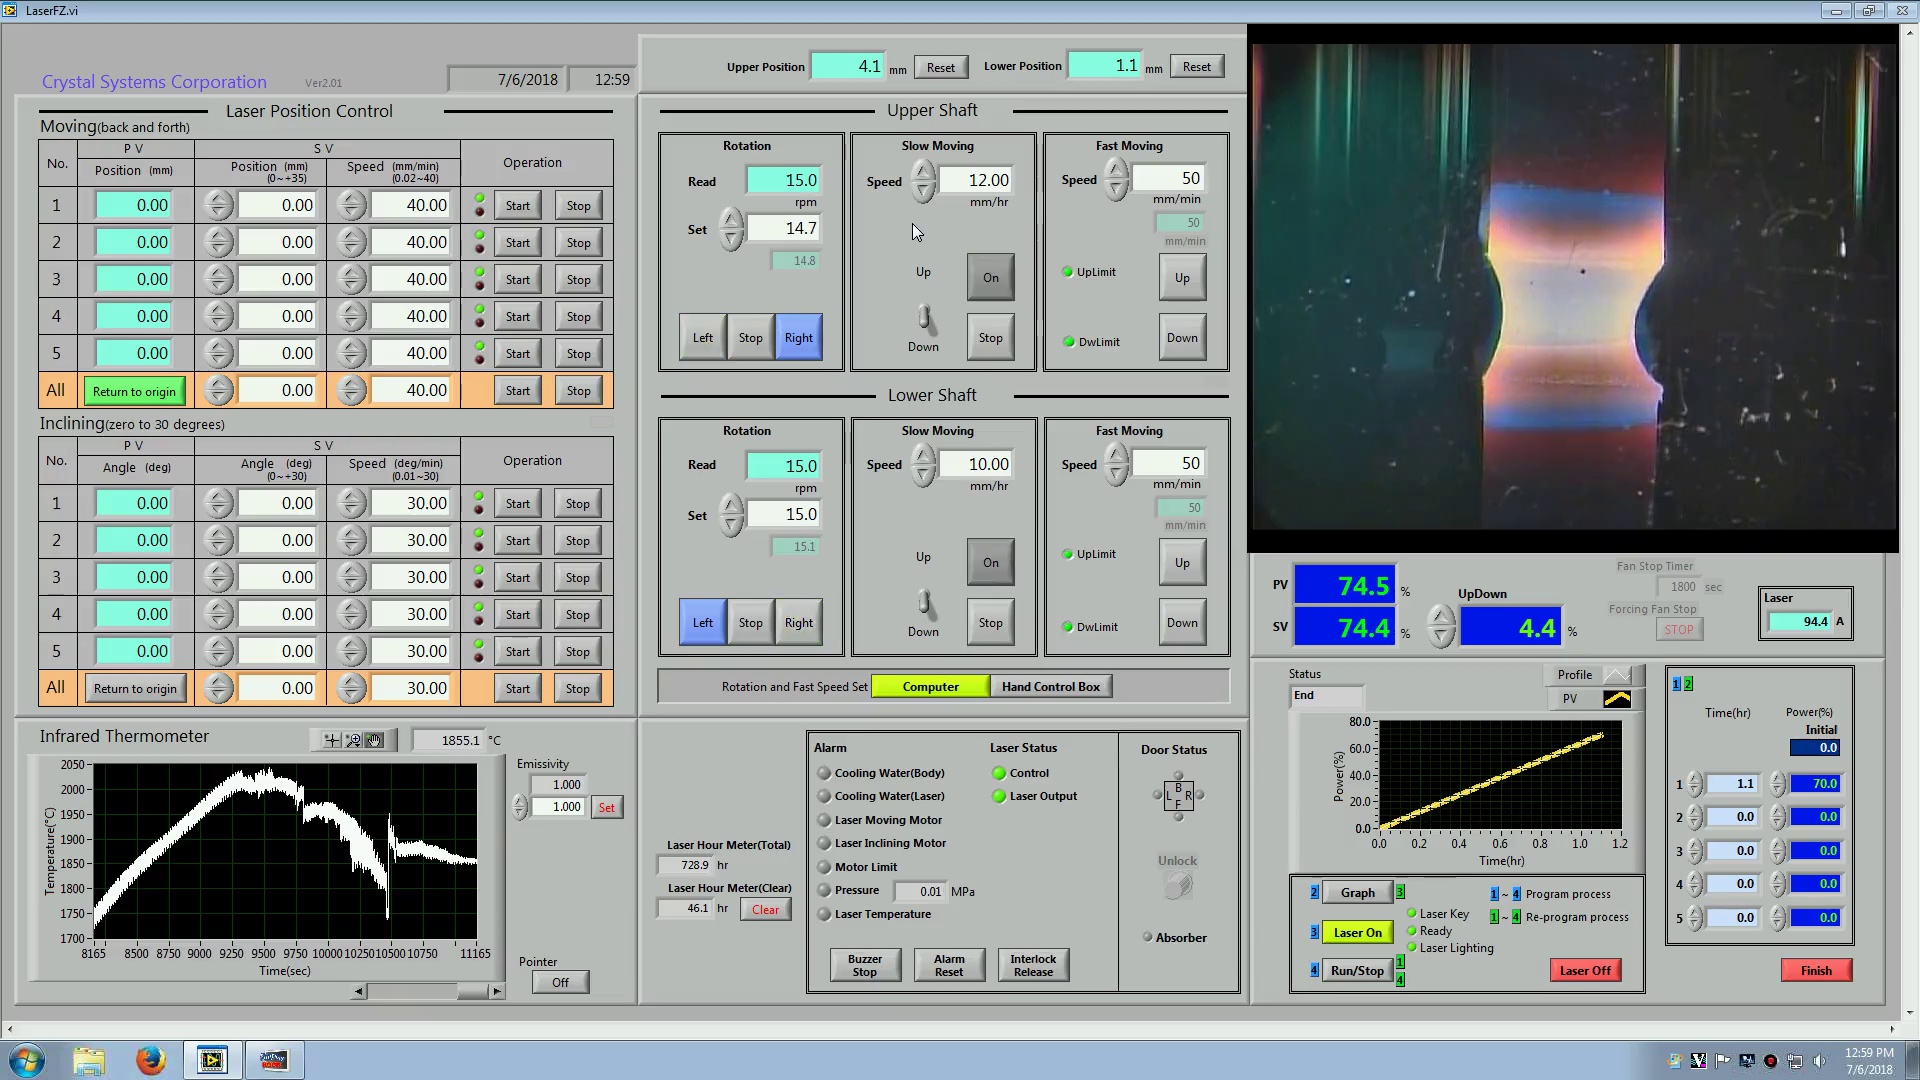 LaserFZ.vi
Crystal Systems Corporation Ver2.01 7/6/2018 12:59
Upper Position 4.1 mm Reset Lower Position 1.1 mm Reset
Laser Position Control
Moving(back and forth)
No. PV SV Operation
Position (mm) Position (mm) (0~+35) Speed (mm/min) (0.02~40)
1 0.00 0.00 40.00 Start Stop
2 0.00 0.00 40.00 Start Stop
3 0.00 0.00 40.00 Start Stop
4 0.00 0.00 40.00 Start Stop
5 0.00 0.00 40.00 Start Stop
All Return to origin 0.00 40.00 Start Stop
Inclining(zero to 30 degrees)
No. PV SV Operation
Angle (deg) Angle (deg) (0~+30) Speed (deg/min) (0.01~30)
1 0.00 0.00 30.00 Start Stop
2 0.00 0.00 30.00 Start Stop
3 0.00 0.00 30.00 Start Stop
4 0.00 0.00 30.00 Start Stop
5 0.00 0.00 30.00 Start Stop
All Return to origin 0.00 30.00 Start Stop
Upper Shaft
Rotation
Read 15.0
rpm
Set 14.7
14.8
Left Stop Right
Slow Moving
Speed 12.00
mm/hr
Up On
Down Stop
Fast Moving
Speed 50
mm/min
50
mm/min
UpLimit Up
DwLimit Down
Lower Shaft
Rotation
Read 15.0
rpm
Set 15.0
15.1
Left Stop Right
Slow Moving
Speed 10.00
mm/hr
Up On
Down Stop
Fast Moving
Speed 50
mm/min
50
mm/min
UpLimit Up
DwLimit Down
Rotation and Fast Speed Set Computer Hand Control Box
Infrared Thermometer 1855.1 °C
2050
2000
1950
1900
1850
1800
1750
1700
Temperature(°C)
8165 8500 8750 9000 9250 9500 9750 10000 10250 10500 10750 11165
Time(sec)
Emissivity
1.000
1.000 Set
Pointer
Off
Laser Hour Meter(Total)
728.9 hr
Laser Hour Meter(Clear)
46.1 hr Clear
Alarm
Cooling Water(Body)
Cooling Water(Laser)
Laser Moving Motor
Laser Inclining Motor
Motor Limit
Pressure 0.01 MPa
Laser Temperature
Buzzer Stop Alarm Reset Interlock Release
Laser Status
Control
Laser Output
Door Status
B
L R
F
Unlock
Absorber
PV 74.5 %
SV 74.4 %
UpDown
4.4 %
Fan Stop Timer
1800 sec
Forcing Fan Stop
STOP
Laser
94.4 A
Status
End
Profile
PV
80.0
60.0
40.0
20.0
0.0
Power(%)
0.0 0.2 0.4 0.6 0.8 1.0 1.2
Time(hr)
2 Graph 3
3 Laser On
4 Run/Stop 1 4
Laser Key
Ready
Laser Lighting
1 ~ 4 Program process
1 ~ 4 Re-program process
Laser Off
1 2
Time(hr) Power(%)
Initial
0.0
1 1.1 70.0
2 0.0 0.0
3 0.0 0.0
4 0.0 0.0
5 0.0 0.0
Finish
12:59 PM
7/6/2018